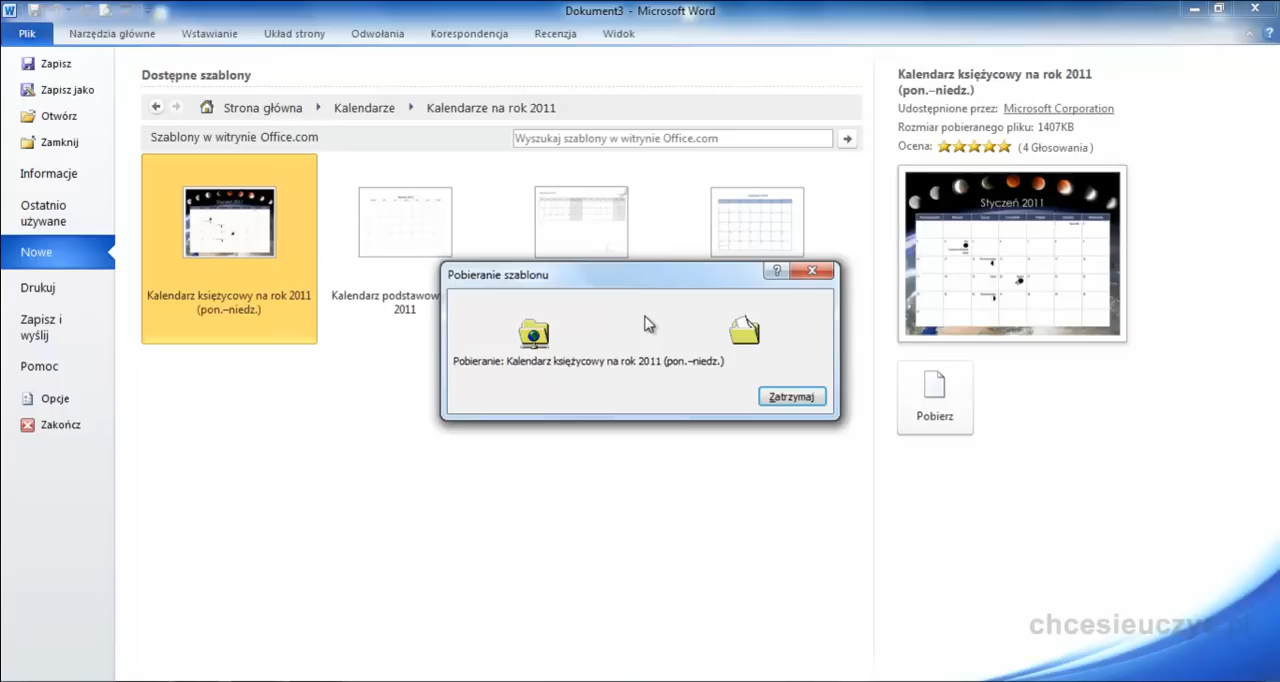 Dokument3 - Microsoft Word
Plik Narzędzia główne Wstawianie Układ strony Odwołania Korespondencja Recenzja Widok
Zapisz
Zapisz jako
Otwórz
Zamknij
Informacje
Ostatnio
używane
Nowe
Drukuj
Zapisz i
wyślij
Pomoc
Opcje
Zakończ
Dostępne szablony
Strona główna Kalendarze Kalendarze na rok 2011
Szablony w witrynie Office.com Wyszukaj szablony w witrynie Office.com
Kalendarz księżycowy na rok 2011
(pon.–niedz.)
Kalendarz podstawow
2011
Pobieranie szablonu
Pobieranie: Kalendarz księżycowy na rok 2011 (pon.–niedz.)
Zatrzymaj
Kalendarz księżycowy na rok 2011
(pon.–niedz.)
Udostępnione przez: Microsoft Corporation
Rozmiar pobieranego pliku: 1407KB
Ocena: (4 Głosowania)
Styczeń 2011
Pobierz